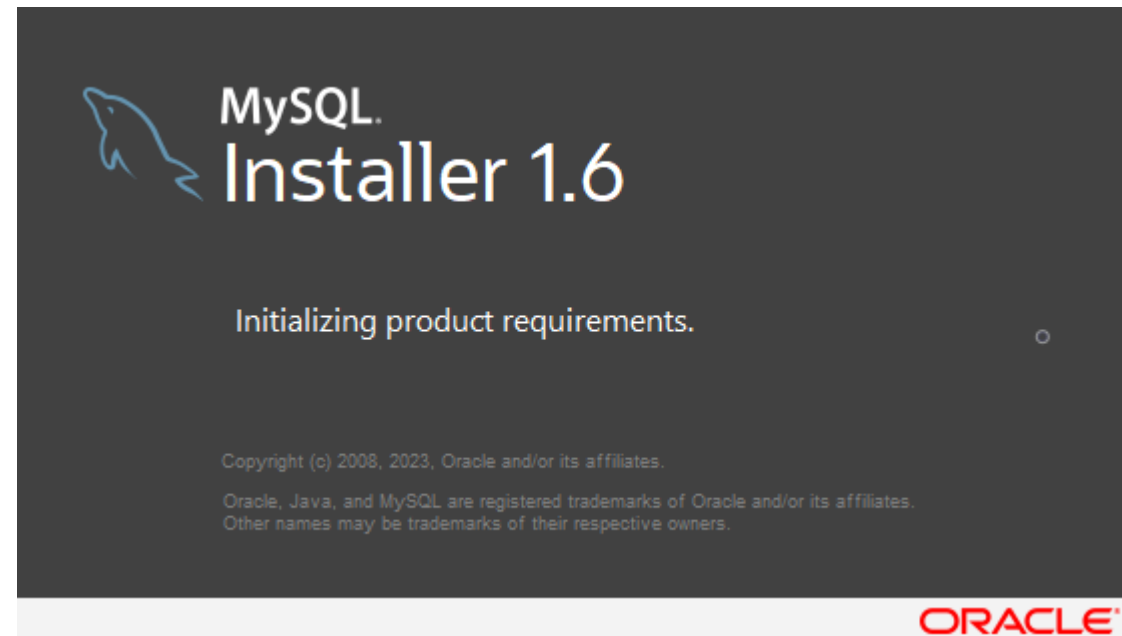 MySQL.
Installer 1.6
Initializing product requirements.
Copyright (c) 2008, 2023, Oracle and/or its affiliates.
Oracle, Java, and MySQL are registered trademarks of Oracle and/or its affiliates.
Other names may be trademarks of their respective owners.
ORACLE